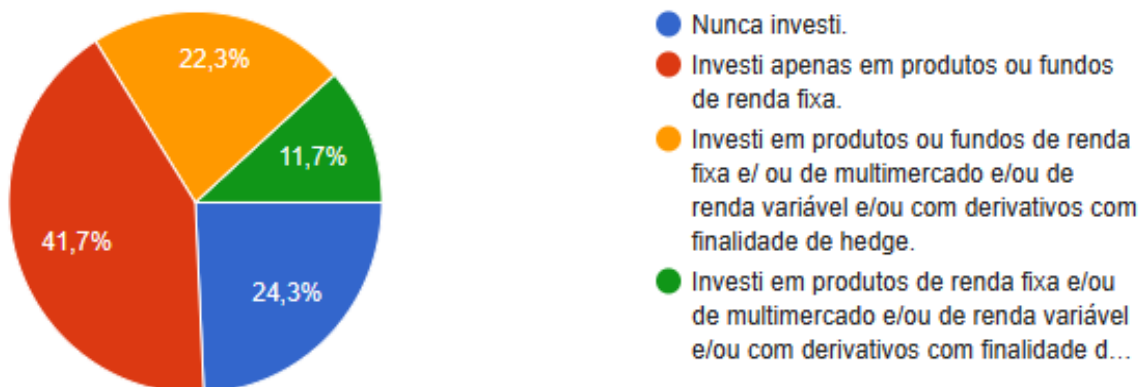 22,3%
11,7%
41,7%
24,3%
Nunca investi.
Investi apenas em produtos ou fundos
de renda fixa.
Investi em produtos ou fundos de renda
fixa e/ ou de multimercado e/ou de
renda variável e/ou com derivativos com
finalidade de hedge.
Investi em produtos de renda fixa e/ou
de multimercado e/ou de renda variável
e/ou com derivativos com finalidade d...